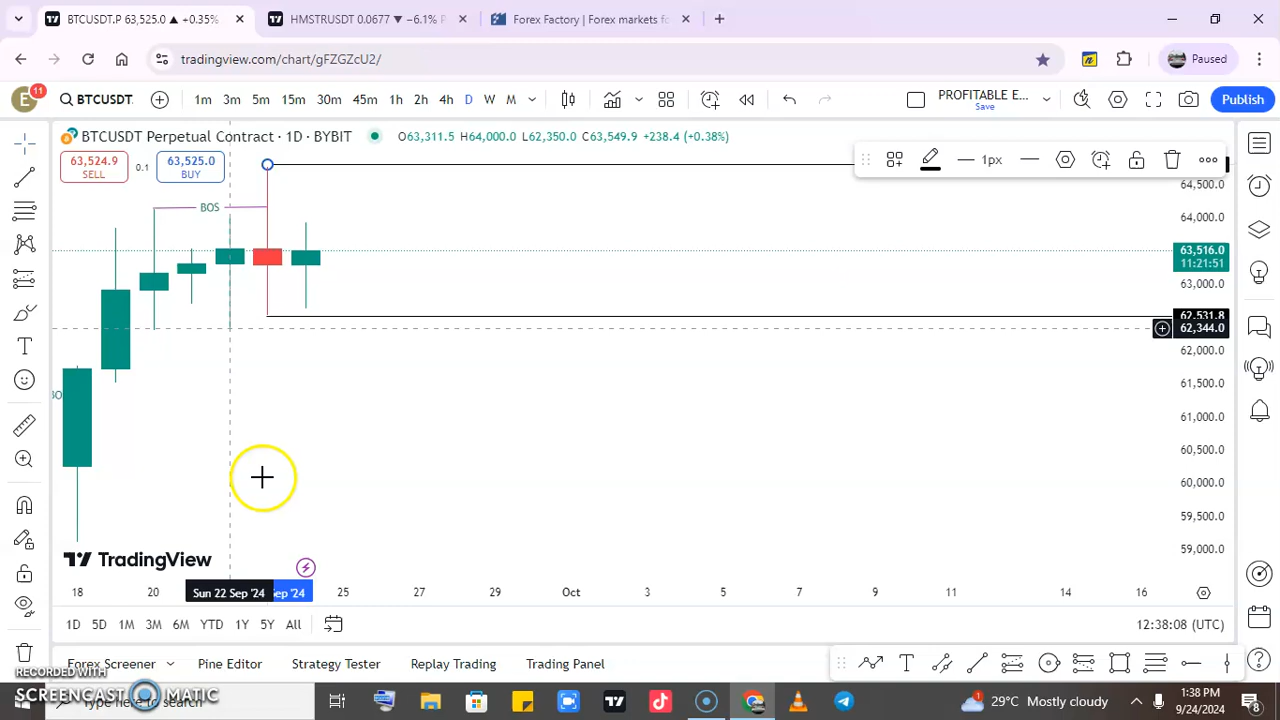 BTCUSDT.P 63,525.0 ▲ +0.35%
HMSTRUSDT 0.0677 ▼ −6.1% P
Forex Factory | Forex markets fo
tradingview.com/chart/gFZGZcU2/
Paused
E
11
BTCUSDT.
1m 3m 5m 15m 30m 45m 1h 2h 4h D W M
PROFITABLE E...
Save
Publish
BTCUSDT Perpetual Contract · 1D · BYBIT
O63,311.5 H64,000.0 L62,350.0 C63,549.9 +238.4 (+0.38%)
63,524.9
SELL
0.1
63,525.0
BUY
1px
BOS
64,500.0
64,000.0
63,516.0
11:21:51
63,000.0
62,531.8
62,344.0
62,000.0
61,500.0
61,000.0
60,500.0
60,000.0
59,500.0
59,000.0
TradingView
18 20 Sun 22 Sep '24 Sep '24 25 27 29 Oct 3 5 7 9 11 14 16
1D 5D 1M 3M 6M YTD 1Y 5Y All
12:38:08 (UTC)
Forex Screener
Pine Editor
Strategy Tester
Replay Trading
Trading Panel
RECORDED WITH
SCREENCAST MATIC
here to search
29°C Mostly cloudy
1:38 PM
9/24/2024
8